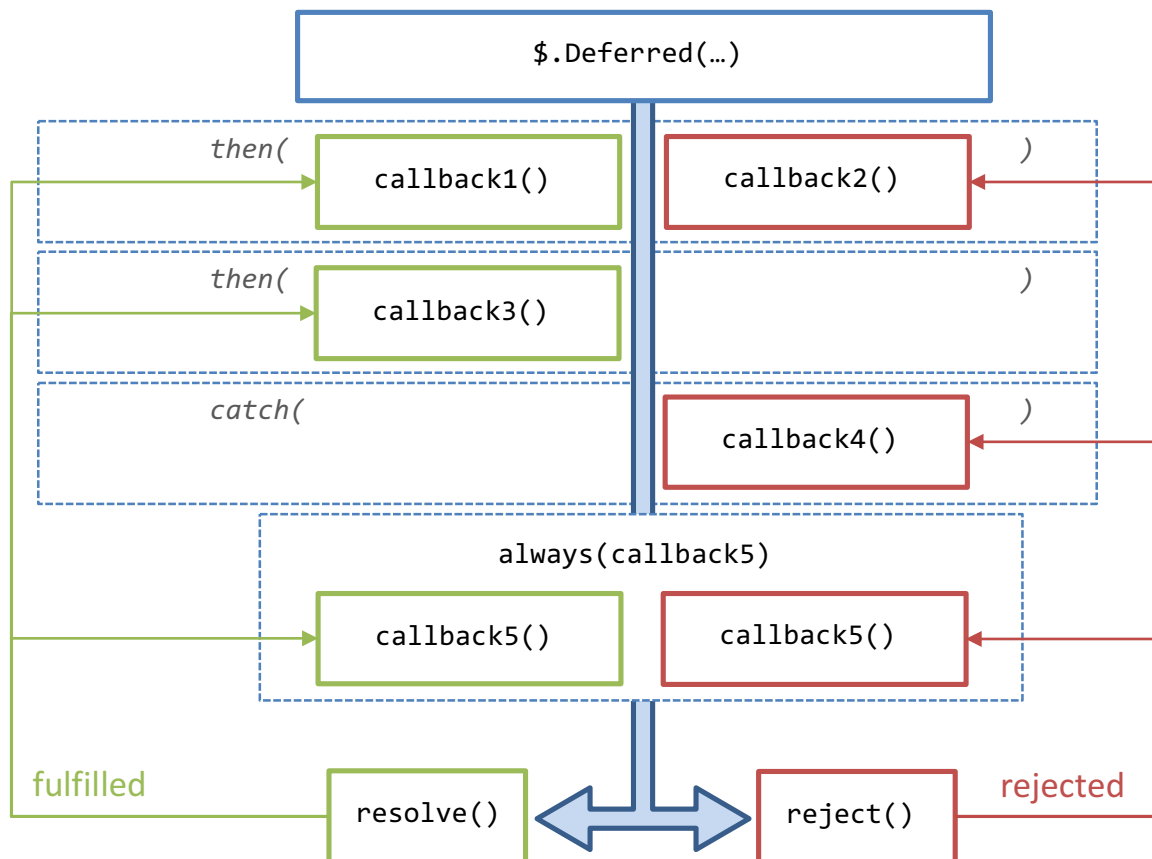 $.Deferred(…)
then( callback1() callback2() )
then( callback3() )
catch( callback4() )
always(callback5)
callback5() callback5()
fulfilled resolve() reject() rejected